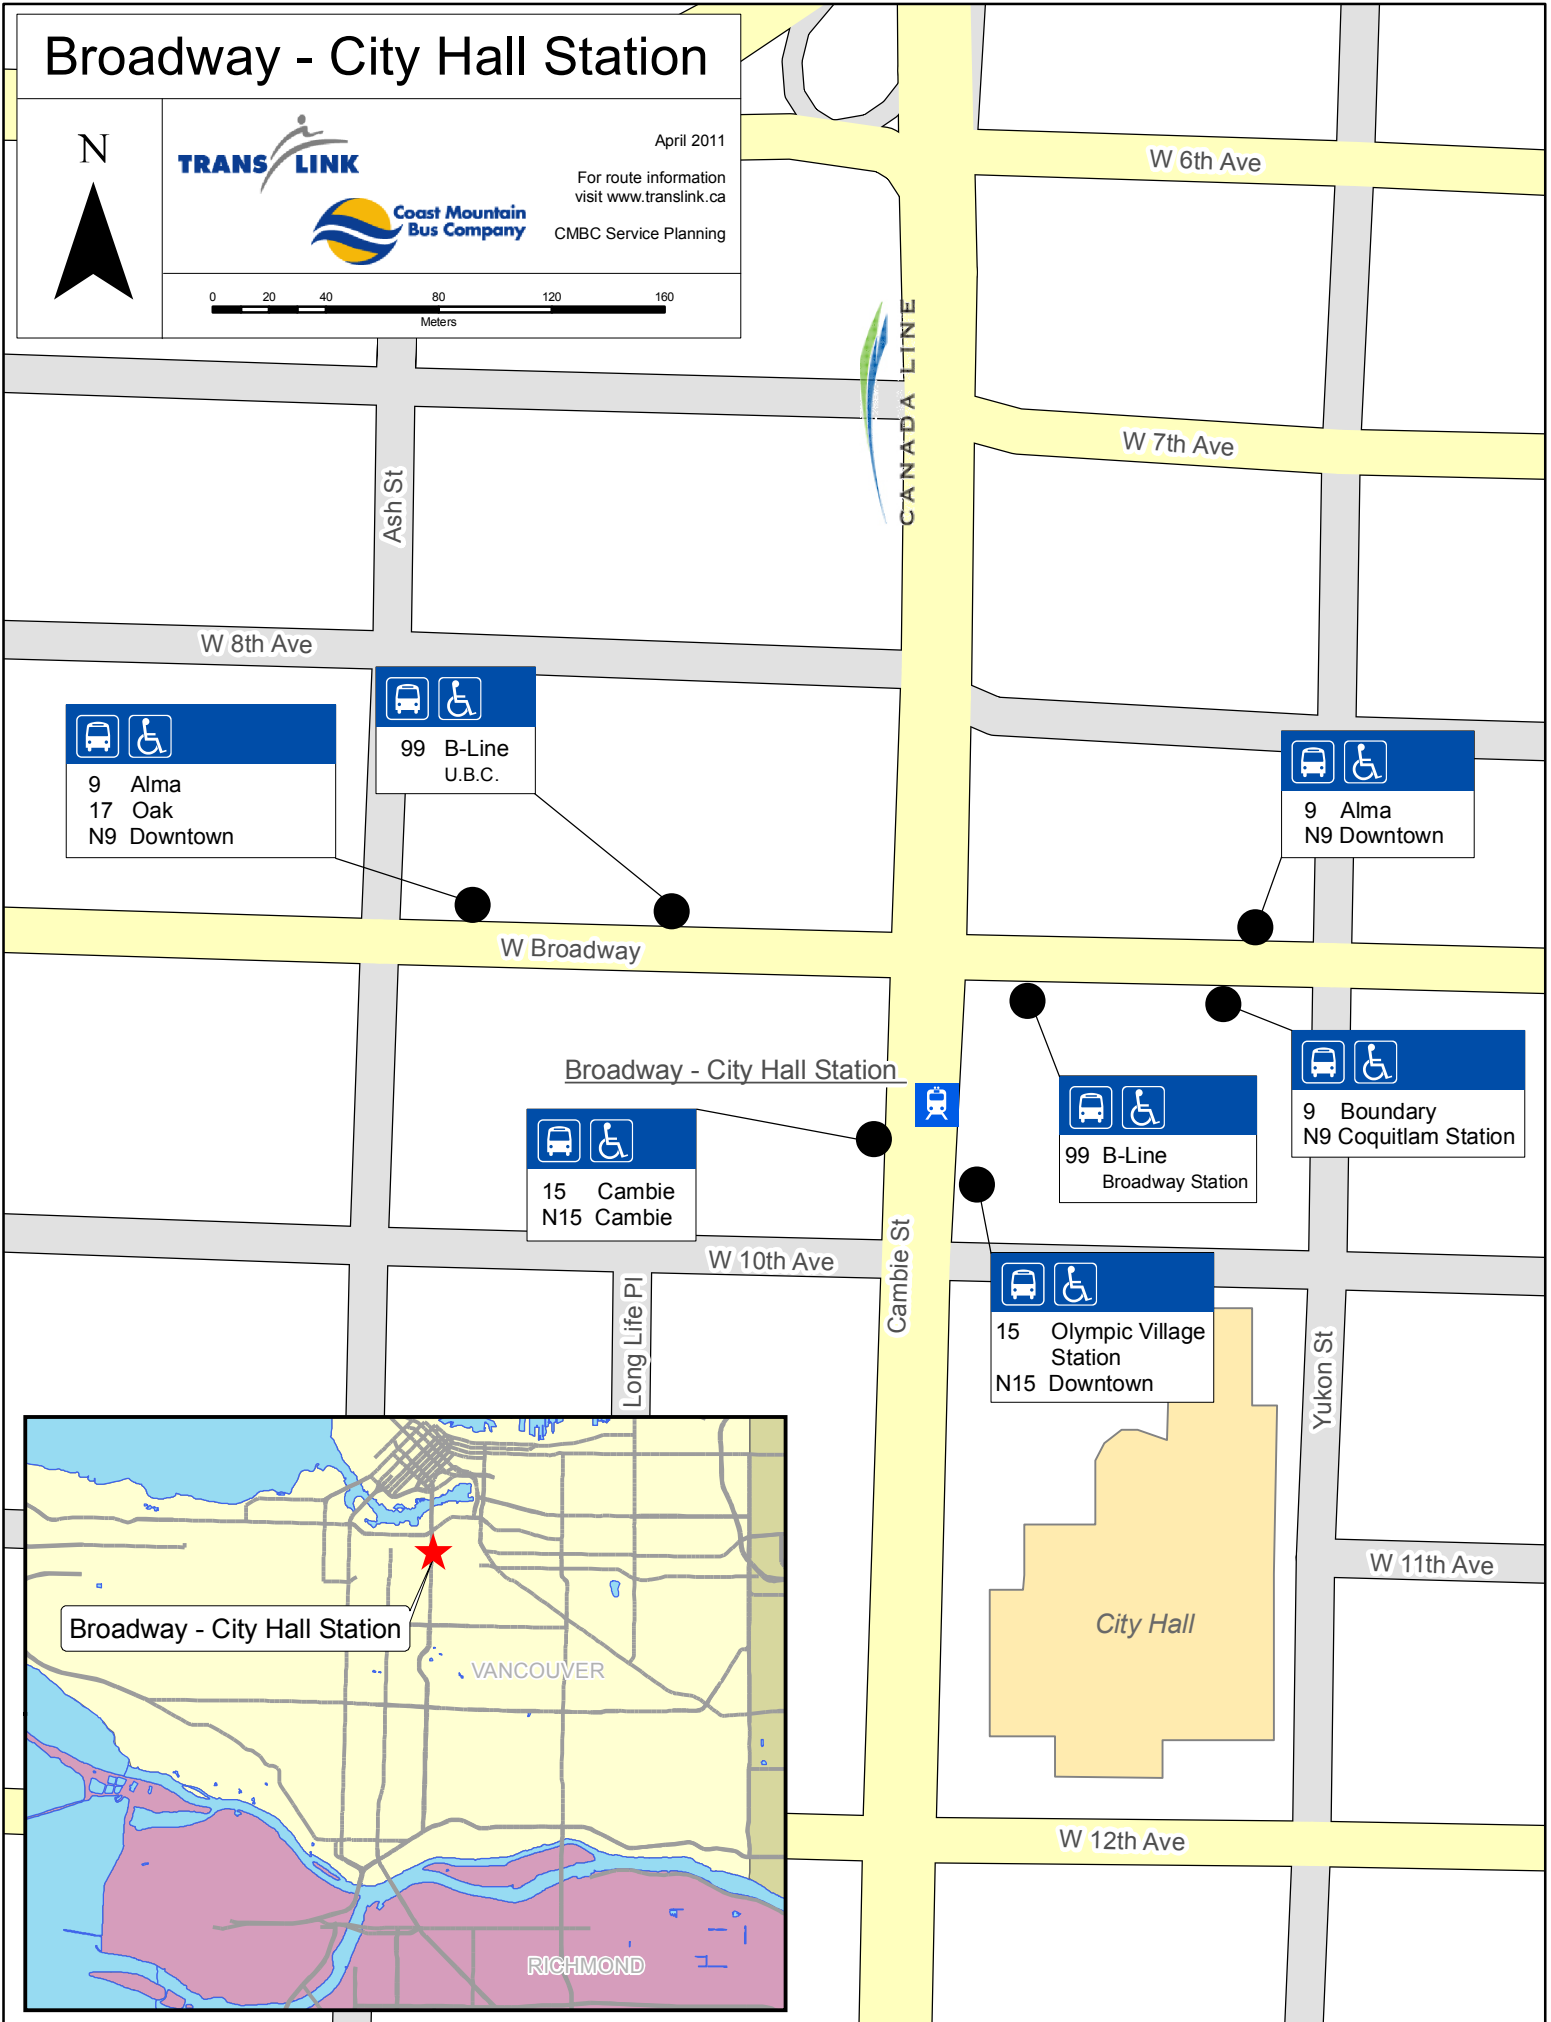 Broadway - City Hall Station
N
TRANS LINK
April 2011
For route information
visit www.translink.ca
Coast Mountain
Bus Company
CMBC Service Planning
0 20 40 80 120 160
Meters
W 6th Ave
CANADA LINE
W 7th Ave
Ash St
W 8th Ave
99 B-Line
U.B.C.
9 Alma
17 Oak
N9 Downtown
9 Alma
N9 Downtown
W Broadway
Broadway - City Hall Station
15 Cambie
N15 Cambie
99 B-Line
Broadway Station
9 Boundary
N9 Coquitlam Station
W 10th Ave
Cambie St
Long Life Pl
15 Olympic Village
Station
N15 Downtown
Yukon St
W 11th Ave
City Hall
Broadway - City Hall Station
VANCOUVER
W 12th Ave
RICHMOND